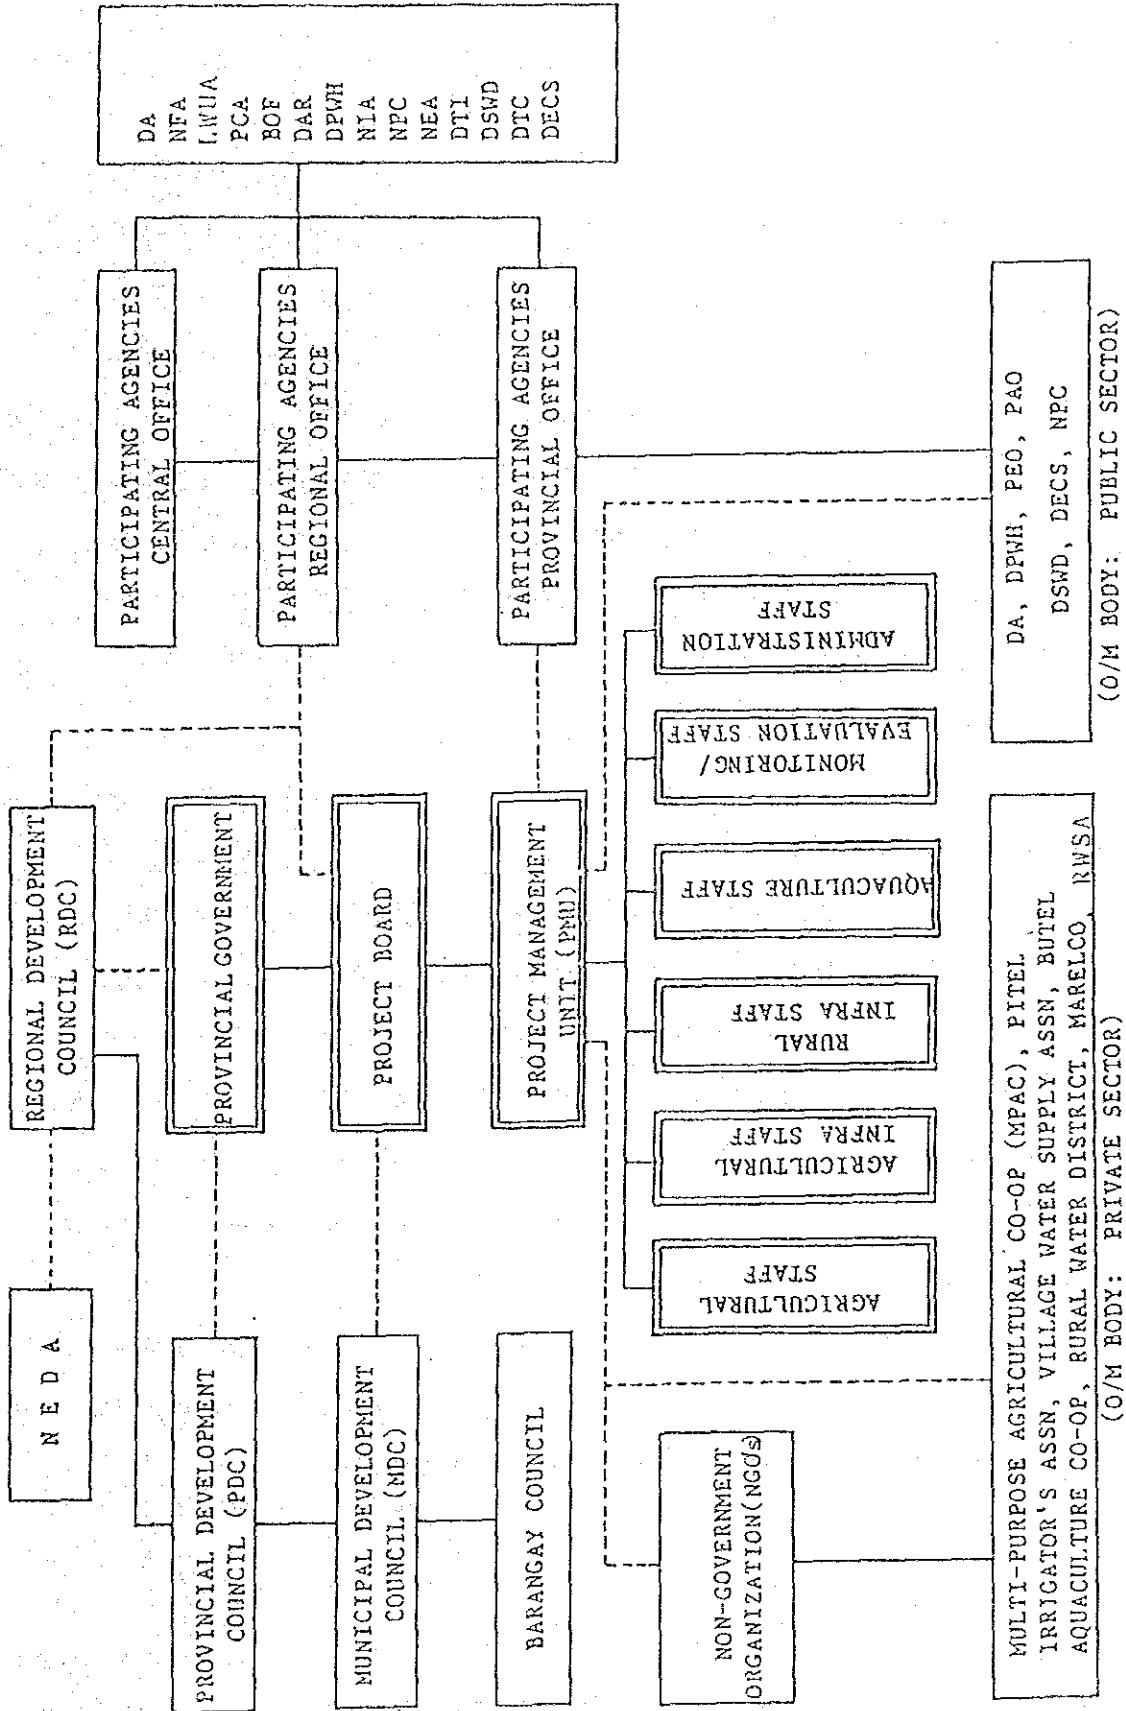 N E D A
REGIONAL DEVELOPMENT
COUNCIL (RDC)
PARTICIPATING AGENCIES
CENTRAL OFFICE
DA
NFA
LWUA
PCA
BOF
DAR
DPWH
NIA
NPC
NEA
DTI
DSWD
DTC
DECS
PROVINCIAL DEVELOPMENT
COUNCIL (PDC)
PROVINCIAL GOVERNMENT
PARTICIPATING AGENCIES
REGIONAL OFFICE
MUNICIPAL DEVELOPMENT
COUNCIL (MDC)
PROJECT BOARD
BARANGAY COUNCIL
PROJECT MANAGEMENT
UNIT (PMU)
PARTICIPATING AGENCIES
PROVINCIAL OFFICE
NON-GOVERNMENT
ORGANIZATION(NGO's)
AGRICULTURAL
STAFF
AGRICULTURAL
INFRA STAFF
RURAL
INFRA STAFF
AQUACULTURE STAFF
MONITORING/
EVALUATION STAFF
ADMINISTRATION
STAFF
MULTI-PURPOSE AGRICULTURAL CO-OP (MPAC), PITEL
IRRIGATOR'S ASSN, VILLAGE WATER SUPPLY ASSN, BUTEL
AQUACULTURE CO-OP, RURAL WATER DISTRICT, MARELCO, RWSA
(O/M BODY: PRIVATE SECTOR)
DA, DPWH, PEO, PAO
DSWD, DECS, NPC
(O/M BODY: PUBLIC SECTOR)